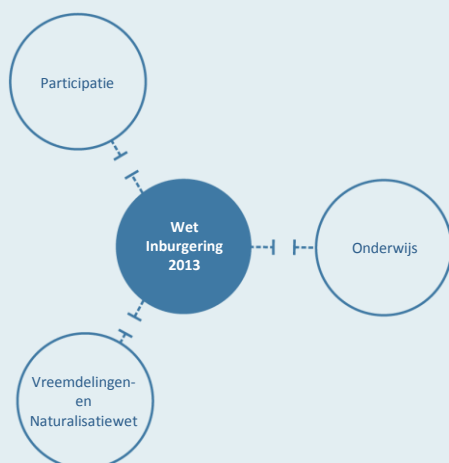 Participatie
Wet
Inburgering
2013
Onderwijs
Vreemdelingen-
en
Naturalisatiewet